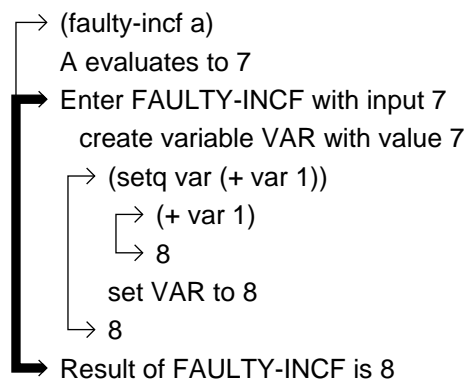 (faulty-incf a)
A evaluates to 7
Enter FAULTY-INCF with input 7
create variable VAR with value 7
(setq var (+ var 1))
(+ var 1)
8
set VAR to 8
8
Result of FAULTY-INCF is 8